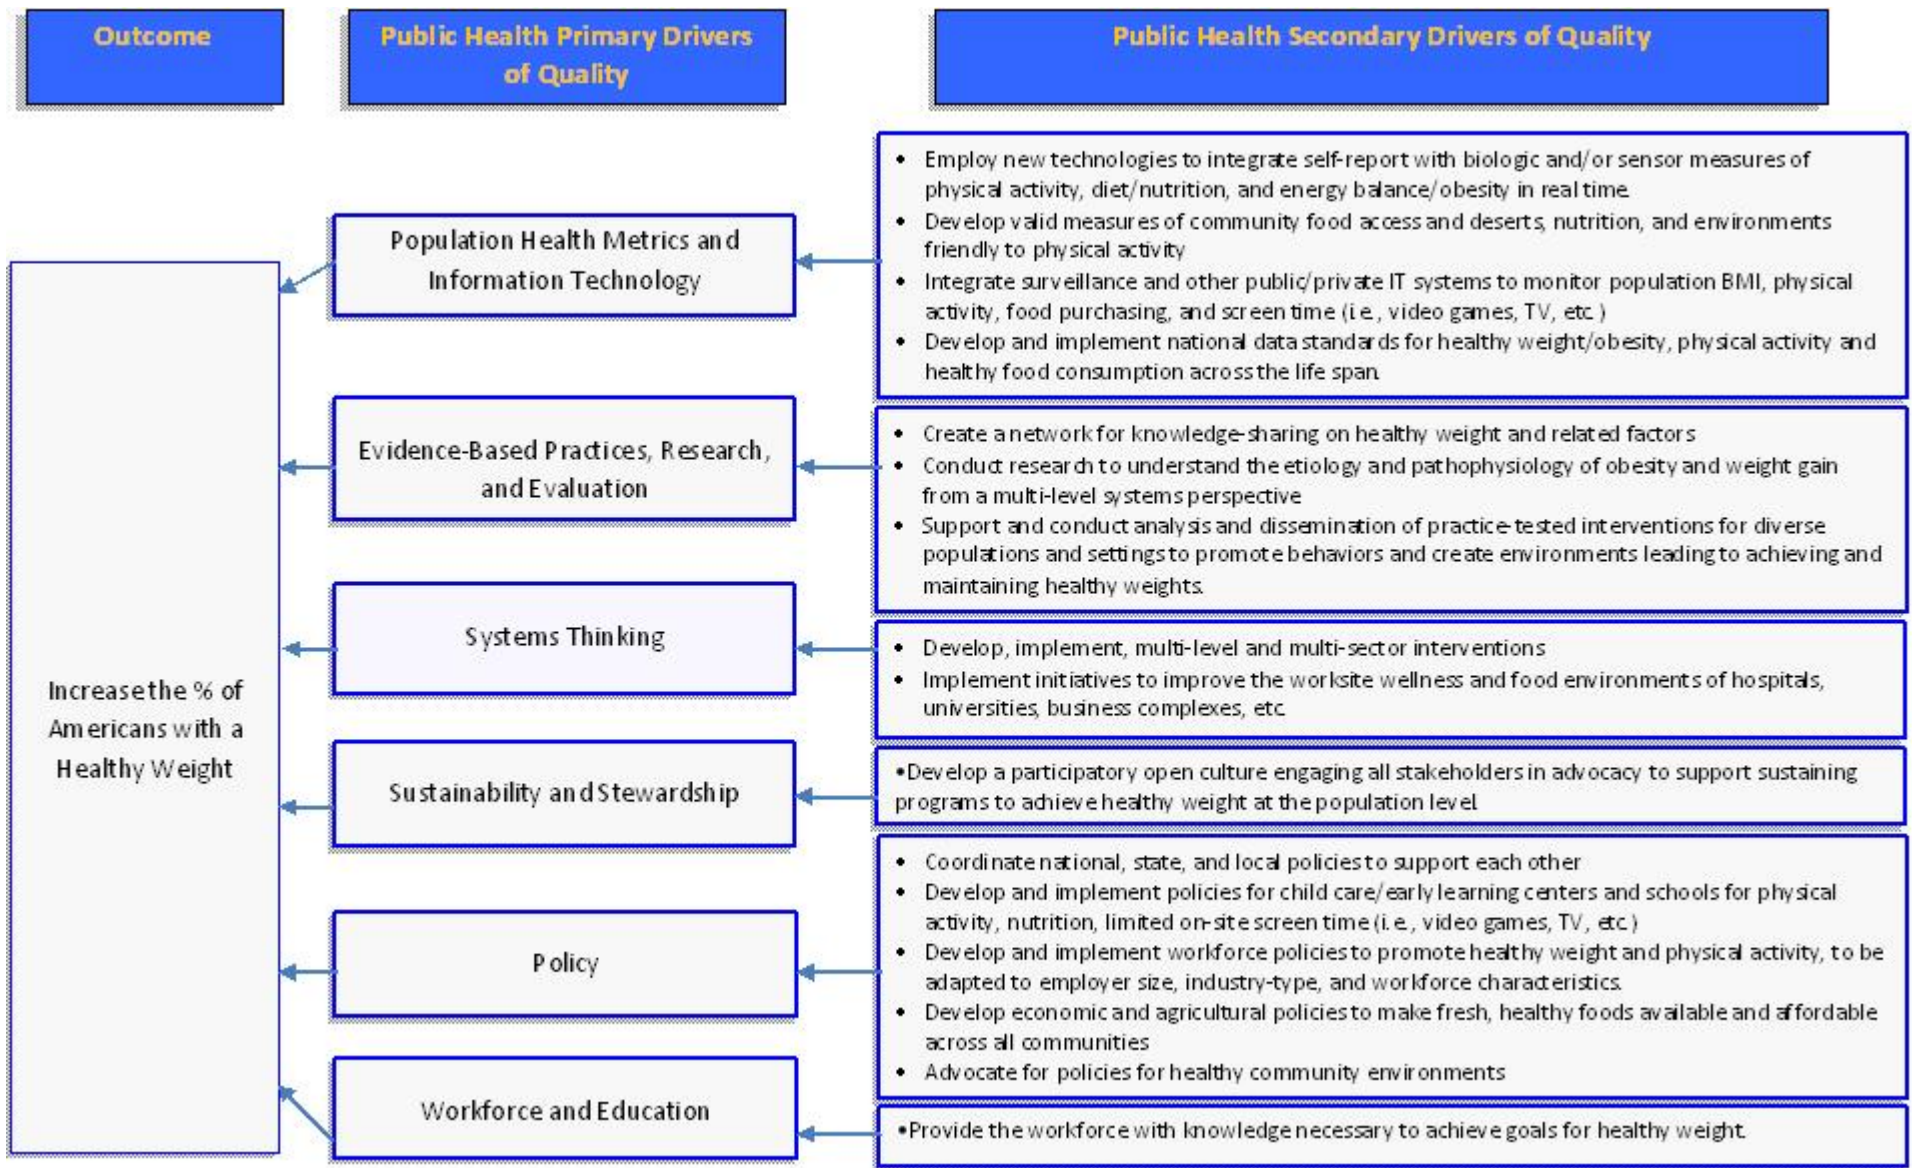 Outcome
Public Health Primary Drivers
of Quality
Public Health Secondary Drivers of Quality
Increase the % of
Americans with a
Healthy Weight
Population Health Metrics and
Information Technology
• Employ new technologies to integrate self-report with biologic and/or sensor measures of
physical activity, diet/nutrition, and energy balance/obesity in real time.
• Develop valid measures of community food access and deserts, nutrition, and environments
friendly to physical activity
• Integrate surveillance and other public/private IT systems to monitor population BMI, physical
activity, food purchasing, and screen time (i.e., video games, TV, etc.)
• Develop and implement national data standards for healthy weight/obesity, physical activity and
healthy food consumption across the life span.
Evidence-Based Practices, Research,
and Evaluation
• Create a network for knowledge-sharing on healthy weight and related factors
• Conduct research to understand the etiology and pathophysiology of obesity and weight gain
from a multi-level systems perspective
• Support and conduct analysis and dissemination of practice-tested interventions for diverse
populations and settings to promote behaviors and create environments leading to achieving and
maintaining healthy weights.
Systems Thinking
• Develop, implement, multi-level and multi-sector interventions
• Implement initiatives to improve the worksite wellness and food environments of hospitals,
universities, business complexes, etc.
Sustainability and Stewardship
•Develop a participatory open culture engaging all stakeholders in advocacy to support sustaining
programs to achieve healthy weight at the population level.
Policy
• Coordinate national, state, and local policies to support each other
• Develop and implement policies for child care/early learning centers and schools for physical
activity, nutrition, limited on-site screen time (i.e., video games, TV, etc.)
• Develop and implement workforce policies to promote healthy weight and physical activity, to be
adapted to employer size, industry-type, and workforce characteristics.
• Develop economic and agricultural policies to make fresh, healthy foods available and affordable
across all communities
• Advocate for policies for healthy community environments
Workforce and Education
•Provide the workforce with knowledge necessary to achieve goals for healthy weight.